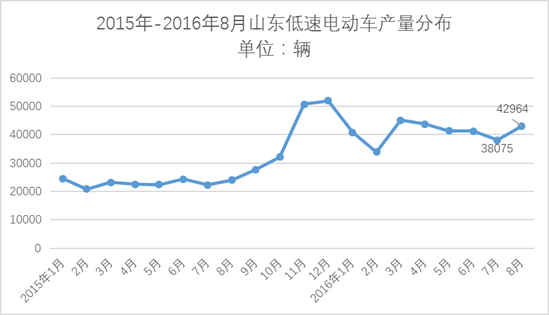 2015年-2016年8月山东低速电动车产量分布
单位：辆
60000
50000
40000
30000
20000
10000
0
42964
38075
2015年1月
2月
3月
4月
5月
6月
7月
8月
9月
10月
11月
12月
2016年1月
2月
3月
4月
5月
6月
7月
8月